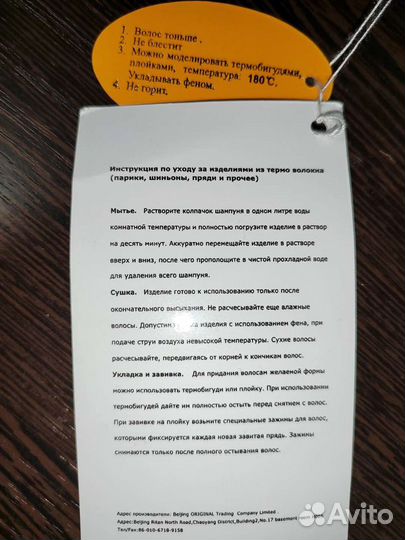 1. Волос тоньше .
2. Не блестит
3. Можно моделировать термобигудями,
плойками, температура: 180°C.
Укладывать феном.
4. Не горит.
Инструкция по уходу за изделиями из термо волокна
(парики, шиньоны, пряди и прочее)
Мытье. Растворите колпачок шампуня в одном литре воды
комнатной температуры и полностью погрузите изделие в раствор
на десять минут. Аккуратно перемещайте изделие в растворе
вверх и вниз, после чего прополощите в чистой прохладной воде
для удаления всего шампуня.
Сушка. Изделие готово к использованию только после
окончательного высыхания. Не расчесывайте еще влажные
волосы. Допустима изделия с использованием фена, при
подаче струи воздуха невысокой температуры. Сухие волосы
расчесывайте, передвигаясь от корней к кончикам волос.
Укладка и завивка. Для придания волосам желаемой формы
можно использовать термобигуди или плойку. При использовании
термобигудей дайте им полностью остыть перед снятием с волос.
При завивке на плойку возьмите специальные зажимы для волос,
которыми фиксируется каждая новая завитая прядь. Зажимы
снимаются только после полного остывания волос.
Адрес производителя: Beijing ORIGINAL Trading Company Limited .
Адрес:Beijing Ritan North Road,Chaoyang District,Building2,No.17 basement room
Тел/Fax:86-010-6718-9158
Avito